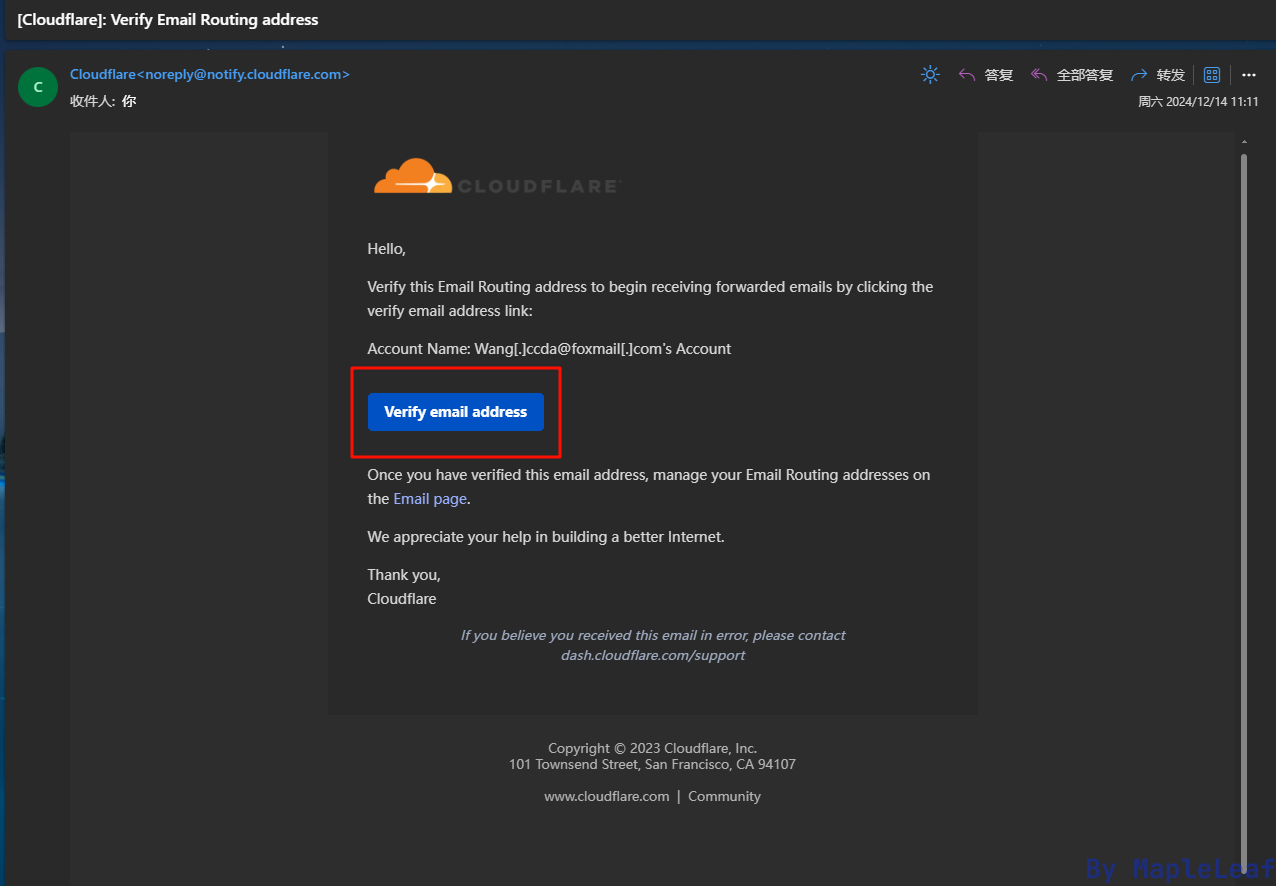 [Cloudflare]: Verify Email Routing address
C
Cloudflare<noreply@notify.cloudflare.com>
答复 全部答复 转发
收件人: 你
周六 2024/12/14 11:11
CLOUDFLARE
Hello,
Verify this Email Routing address to begin receiving forwarded emails by clicking the
verify email address link:
Account Name: Wang[.]ccda@foxmail[.]com's Account
Verify email address
Once you have verified this email address, manage your Email Routing addresses on
the Email page.
We appreciate your help in building a better Internet.
Thank you,
Cloudflare
If you believe you received this email in error, please contact
dash.cloudflare.com/support
Copyright © 2023 Cloudflare, Inc.
101 Townsend Street, San Francisco, CA 94107
www.cloudflare.com | Community
By MapleLeaf